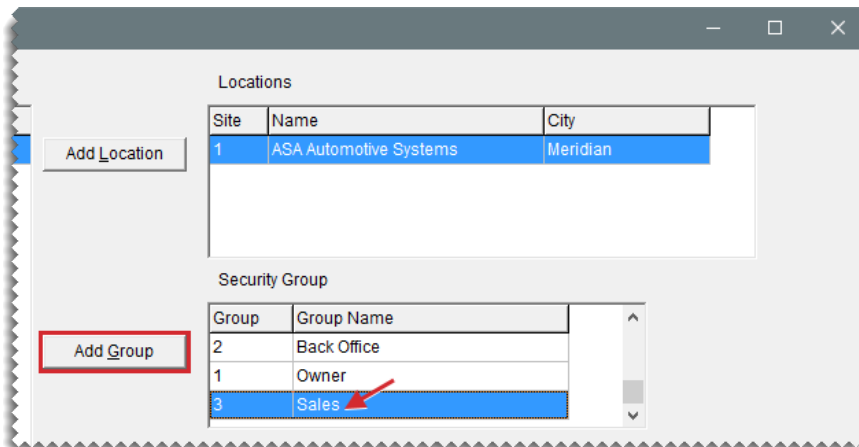 Locations
Site Name City
Add Location
1 ASA Automotive Systems Meridian
Security Group
Group Group Name
2 Back Office
Add Group
1 Owner
3 Sales